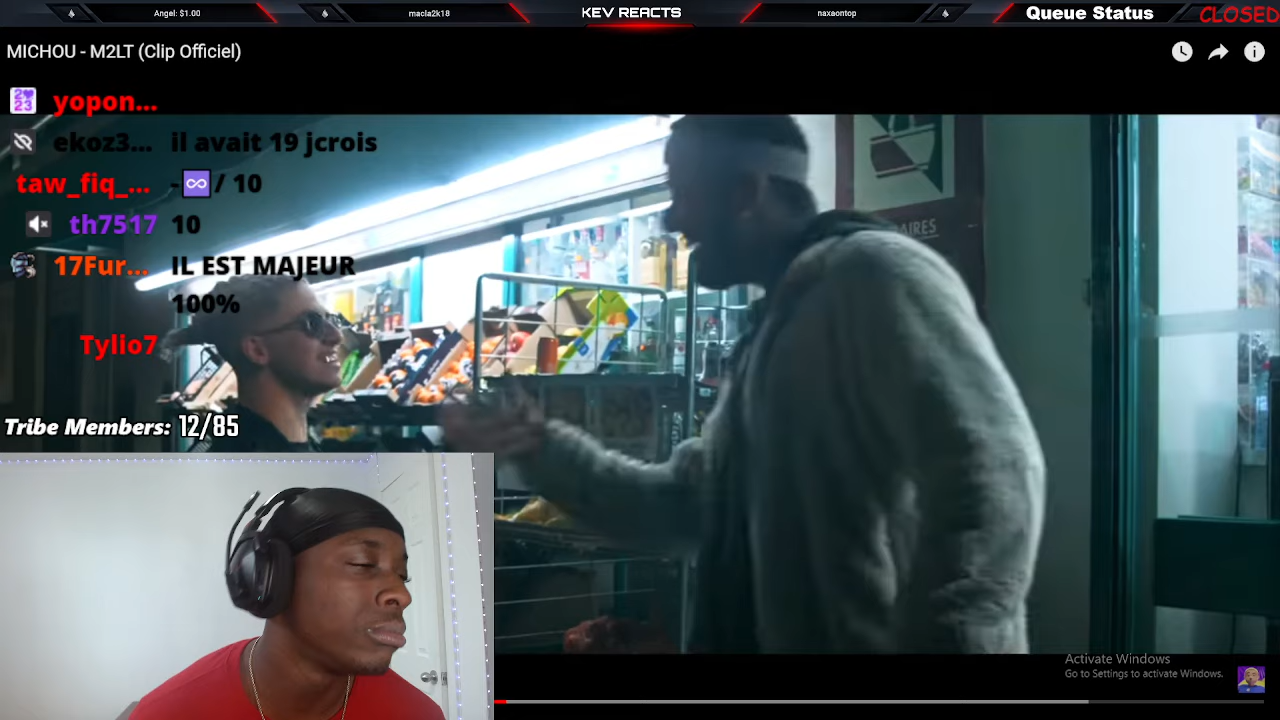 Angel: $1.00
macla2k18
KEV REACTS
naxaontop
Queue Status
CLOSED
MICHOU - M2LT (Clip Officiel)
yopon...
ekoz3... il avait 19 jcrois
taw_fiq_... -∞/ 10
th7517 10
17Fur... IL EST MAJEUR
100%
Tylio7
Tribe Members: 12/85
AIRES
Activate Windows
Go to Settings to activate Windows.